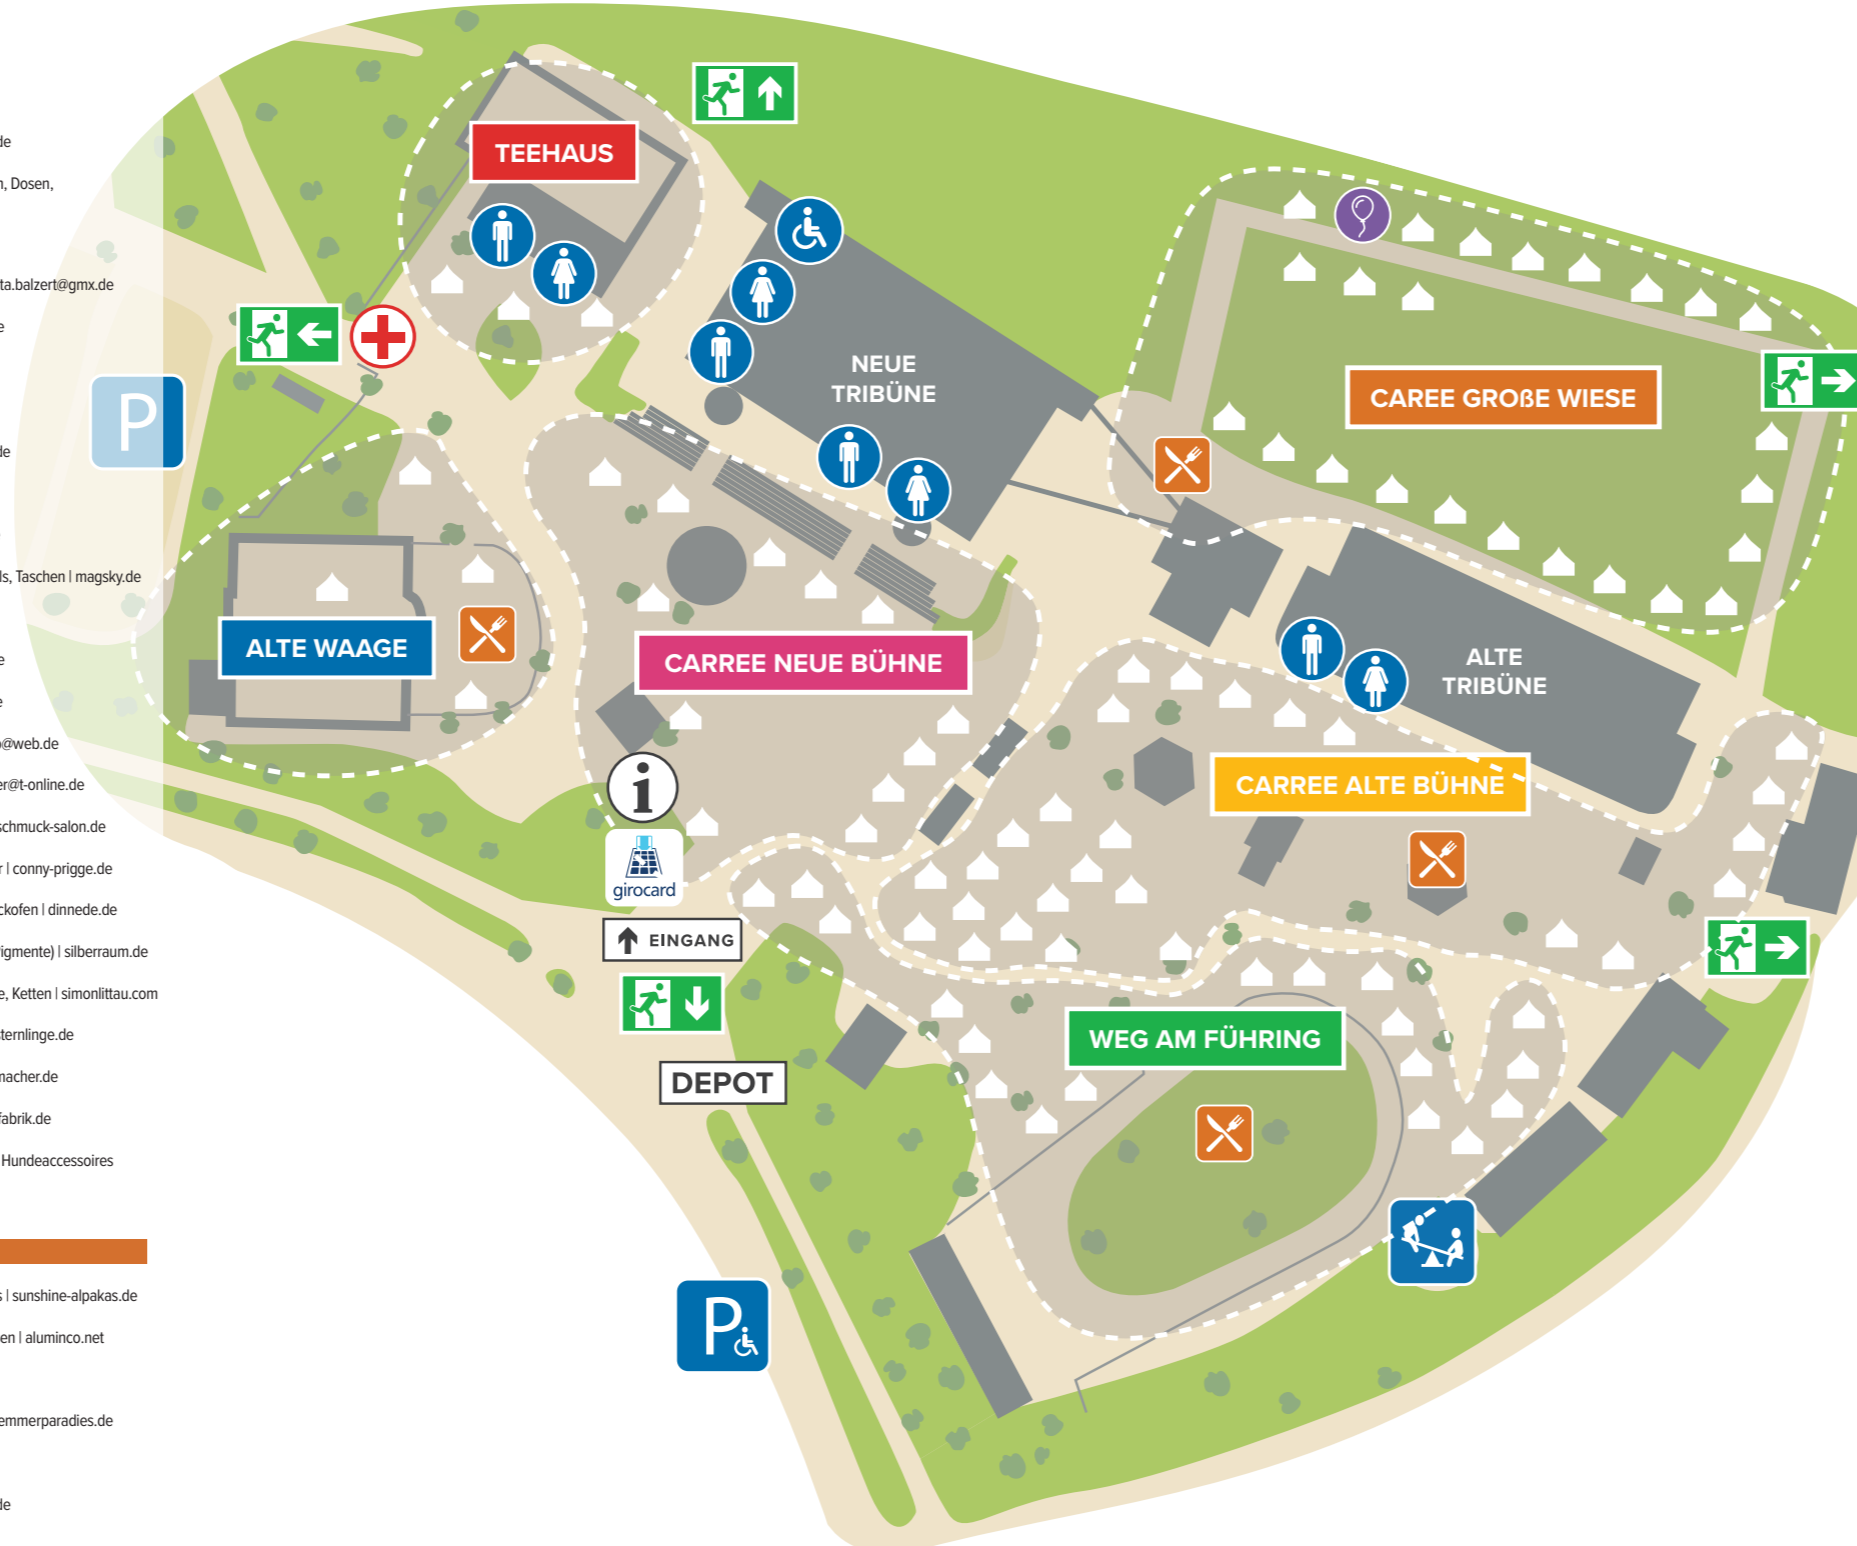 de
n, Dosen,
ta.balzert@gmx.de
e
de
ls, Taschen | magsky.de
e
e
o@web.de
er@t-online.de
schmuck-salon.de
r | conny-prigge.de
ckofen | dinnede.de
igmente) | silberraum.de
e, Ketten | simonlittau.com
sternlinge.de
macher.de
fabrik.de
Hundeaccessoires
s | sunshine-alpakas.de
en | aluminco.net
emmerparadies.de
de
TEEHAUS
NEUE
TRIBÜNE
CAREE GROßE WIESE
P
ALTE WAAGE
CARREE NEUE BÜHNE
ALTE
TRIBÜNE
CARREE ALTE BÜHNE
i
girocard
EINGANG
WEG AM FÜHRING
DEPOT
P